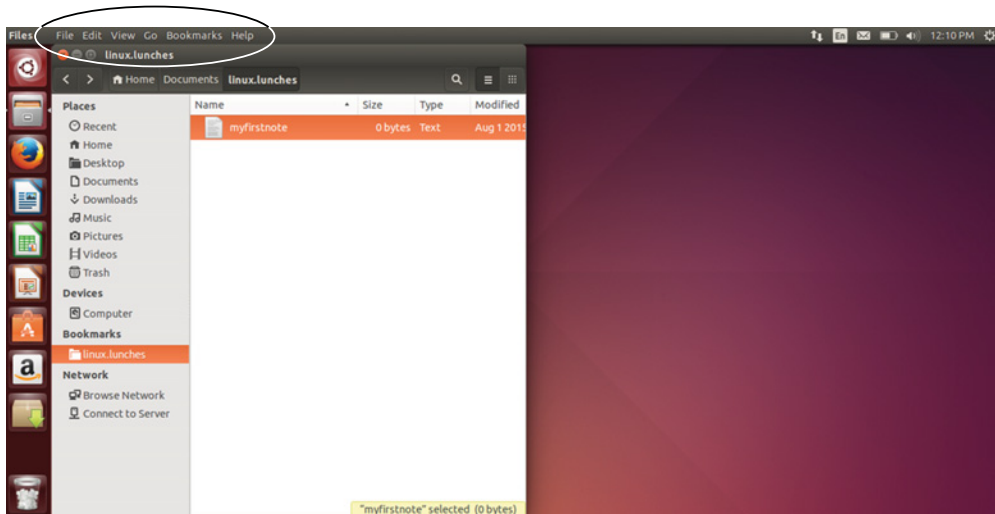 Files File Edit View Go Bookmarks Help En 12:10 PM
linux.lunches
Home Documents linux.lunches
Places
Recent
Home
Desktop
Documents
Downloads
Music
Pictures
Videos
Trash
Devices
Computer
Bookmarks
linux.lunches
Network
Browse Network
Connect to Server
Name Size Type Modified
myfirstnote 0 bytes Text Aug 1 2015
"myfirstnote" selected (0 bytes)